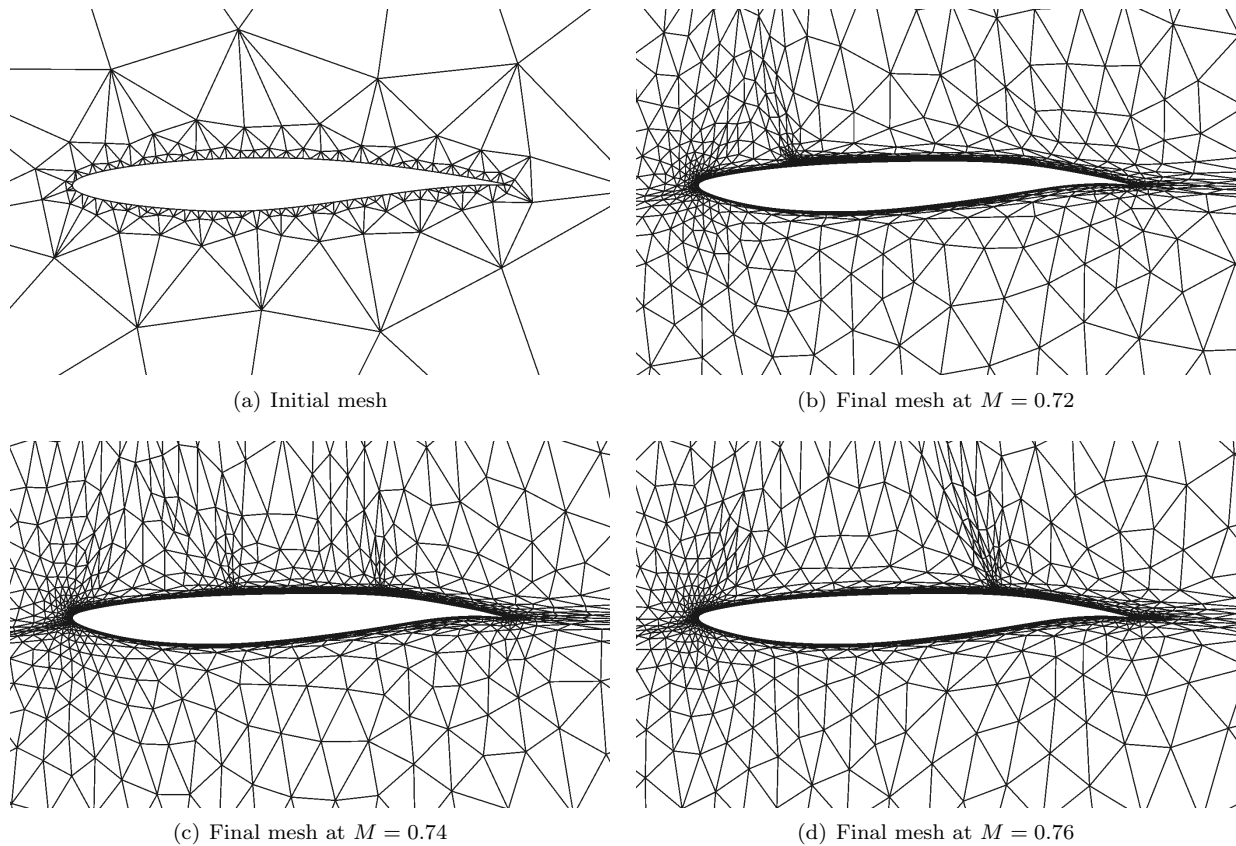 (a) Initial mesh
(b) Final mesh at M = 0.72
(c) Final mesh at M = 0.74
(d) Final mesh at M = 0.76